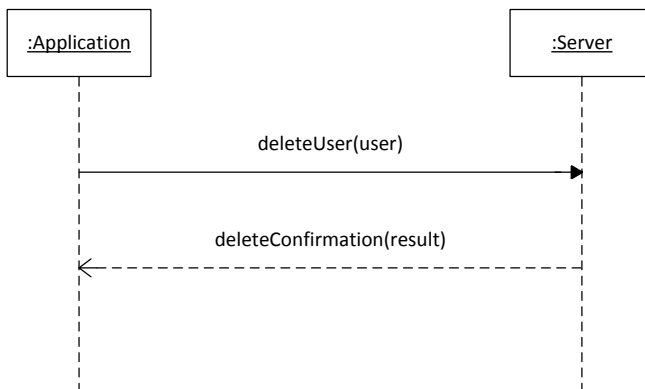 :Application
:Server
deleteUser(user)
deleteConfirmation(result)